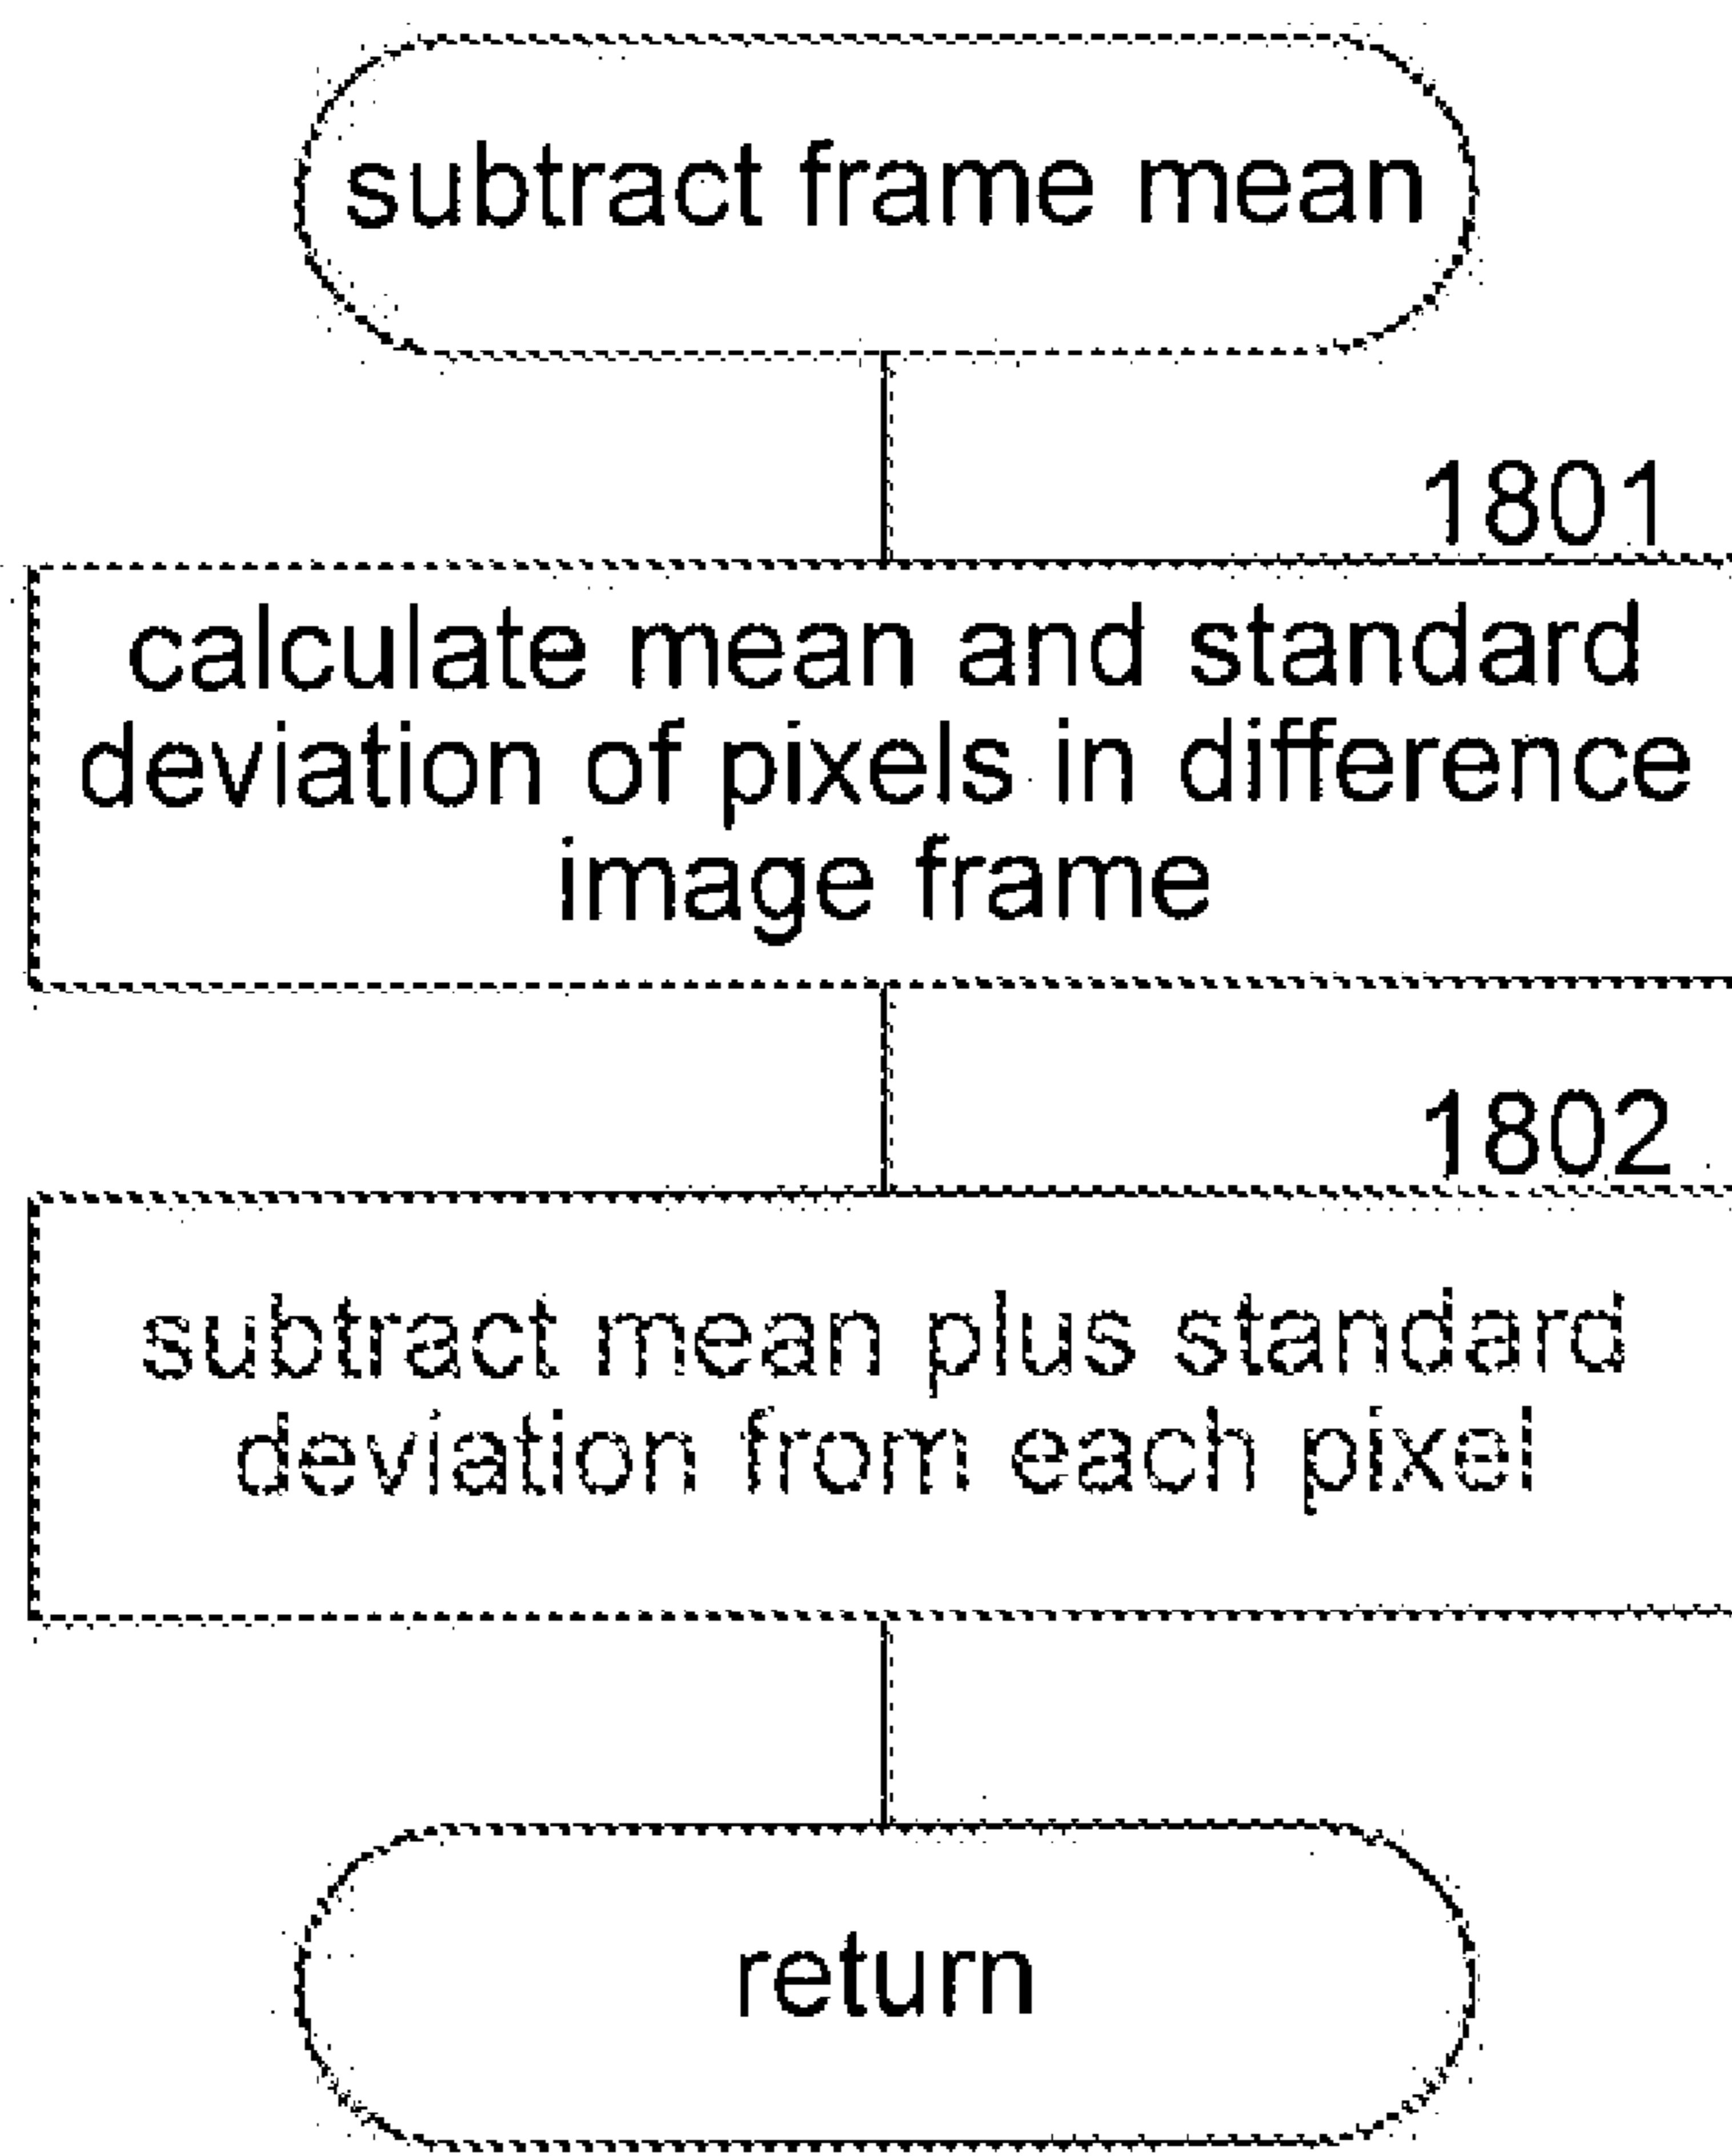 subtract frame mean
1801
calculate mean and standard
deviation of pixels in difference
image frame
1802
subtract mean plus standard
deviation from each pixel
return